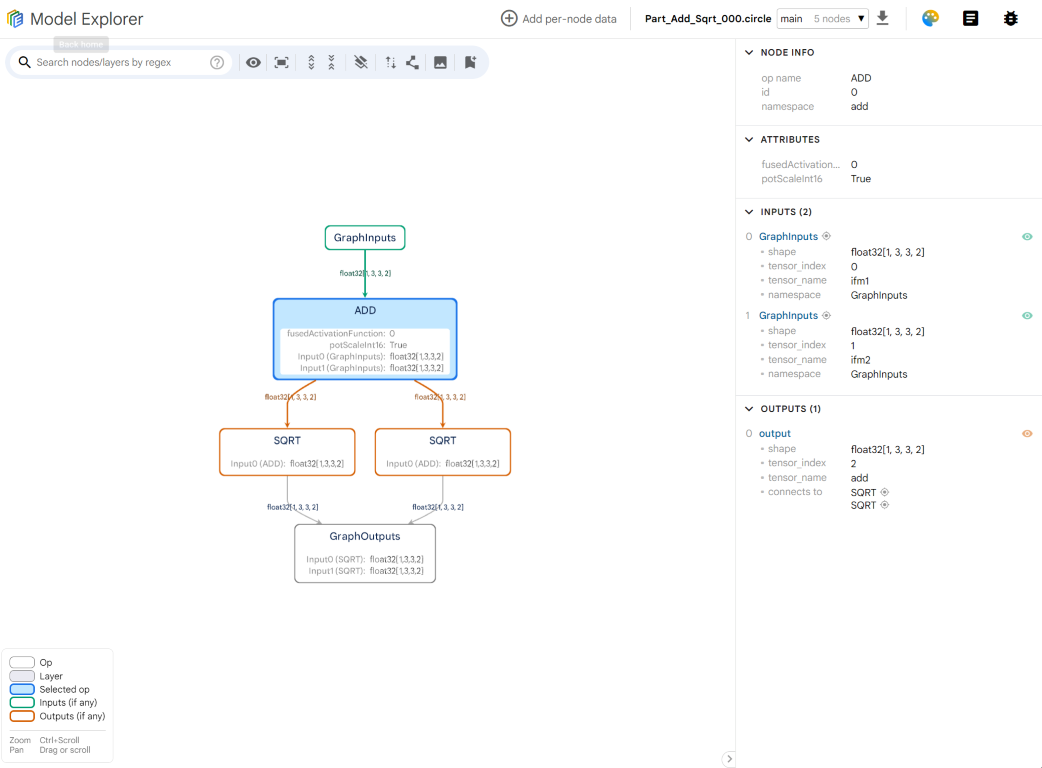 Model Explorer
Add per-node data
Part_Add_Sqrt_000.circle
main 5 nodes
Back home
Search nodes/layers by regex
GraphInputs
float32[1, 3, 3, 2]
ADD
fusedActivationFunction: 0
potScaleInt16: True
Input0 (GraphInputs): float32[1,3,3,2]
Input1 (GraphInputs): float32[1,3,3,2]
float32[1, 3, 3, 2] float32[1, 3, 3, 2]
SQRT SQRT
Input0 (ADD): float32[1,3,3,2] Input0 (ADD): float32[1,3,3,2]
float32[1, 3, 3, 2] float32[1, 3, 3, 2]
GraphOutputs
Input0 (SQRT): float32[1,3,3,2]
Input1 (SQRT): float32[1,3,3,2]
Op
Layer
Selected op
Inputs (if any)
Outputs (if any)
Zoom Ctrl+Scroll
Pan Drag or scroll
NODE INFO
op name ADD
id 0
namespace add
ATTRIBUTES
fusedActivation... 0
potScaleInt16 True
INPUTS (2)
0 GraphInputs
• shape float32[1, 3, 3, 2]
• tensor_index 0
• tensor_name ifm1
• namespace GraphInputs
1 GraphInputs
• shape float32[1, 3, 3, 2]
• tensor_index 1
• tensor_name ifm2
• namespace GraphInputs
OUTPUTS (1)
0 output
• shape float32[1, 3, 3, 2]
• tensor_index 2
• tensor_name add
• connects to SQRT
SQRT